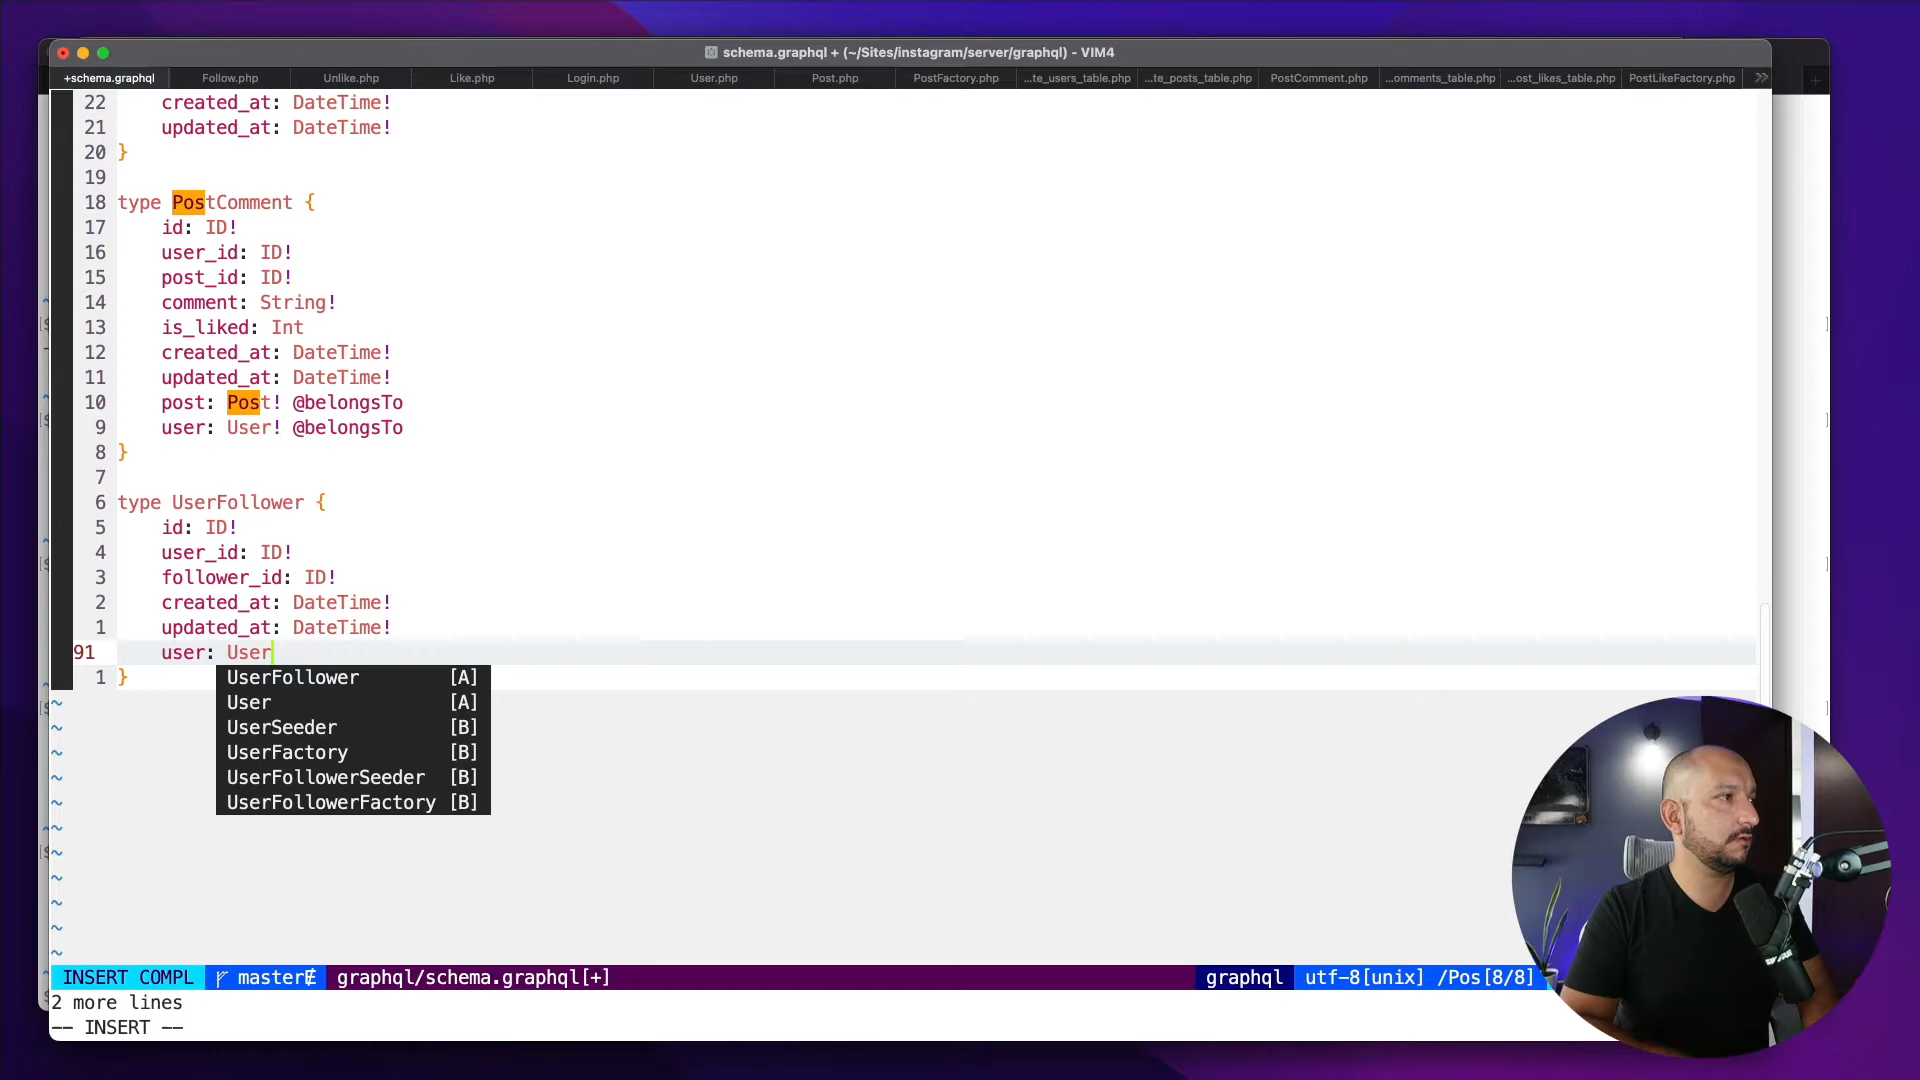 schema.graphql + (~/Sites/instagram/server/graphql) - VIM4
+schema.graphql Follow.php Unlike.php Like.php Login.php User.php Post.php PostFactory.php ...te_users_table.php ...te_posts_table.php PostComment.php ...omments_table.php ...ost_likes_table.php PostLikeFactory.php >>
22 created_at: DateTime!
21 updated_at: DateTime!
20 }
19
18 type PostComment {
17 id: ID!
16 user_id: ID!
15 post_id: ID!
14 comment: String!
13 is_liked: Int
12 created_at: DateTime!
11 updated_at: DateTime!
10 post: Post! @belongsTo
9 user: User! @belongsTo
8 }
7
6 type UserFollower {
5 id: ID!
4 user_id: ID!
3 follower_id: ID!
2 created_at: DateTime!
1 updated_at: DateTime!
91 user: User
1 }
UserFollower [A]
User [A]
UserSeeder [B]
UserFactory [B]
UserFollowerSeeder [B]
UserFollowerFactory [B]
~
~
~
~
~
~
~
~
~
~
~
INSERT COMPL master graphql/schema.graphql[+] graphql utf-8[unix] /Pos[8/8]
2 more lines
-- INSERT --